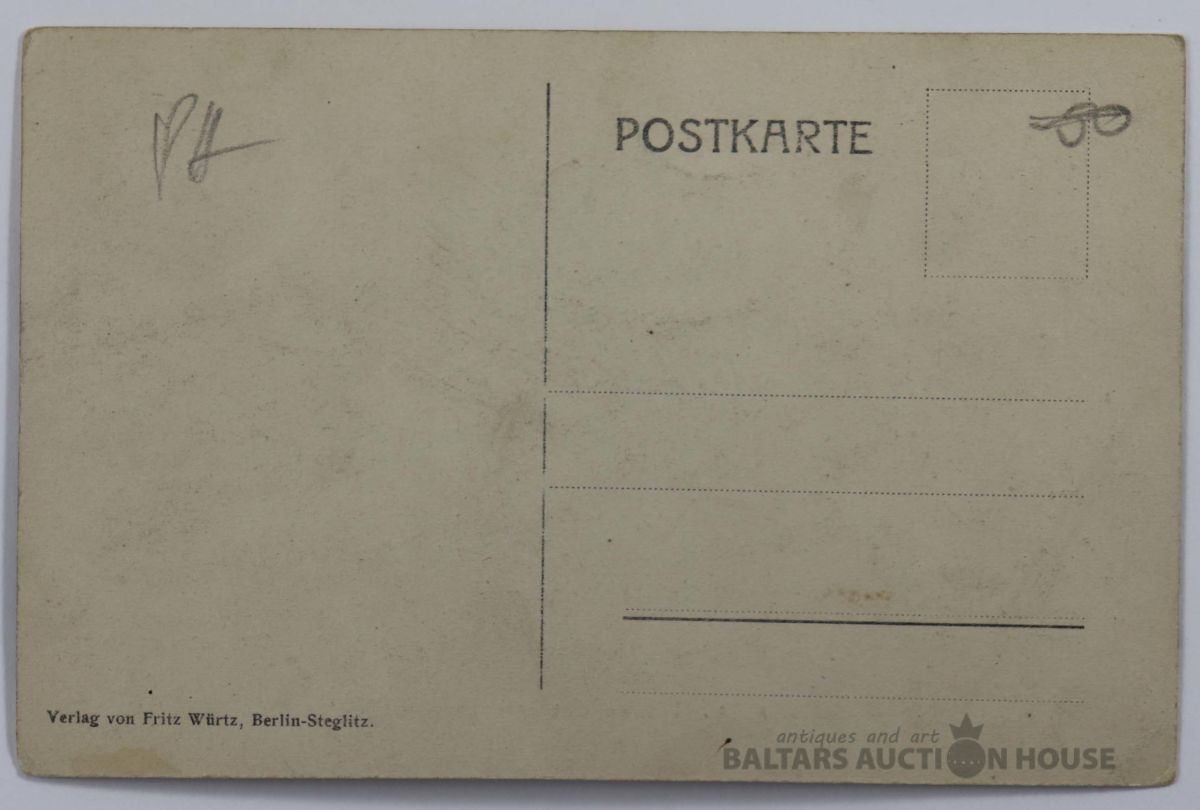 POSTKARTE
Verlag von Fritz Würtz, Berlin-Steglitz.
antiques and art
BALTARS AUCTION HOUSE